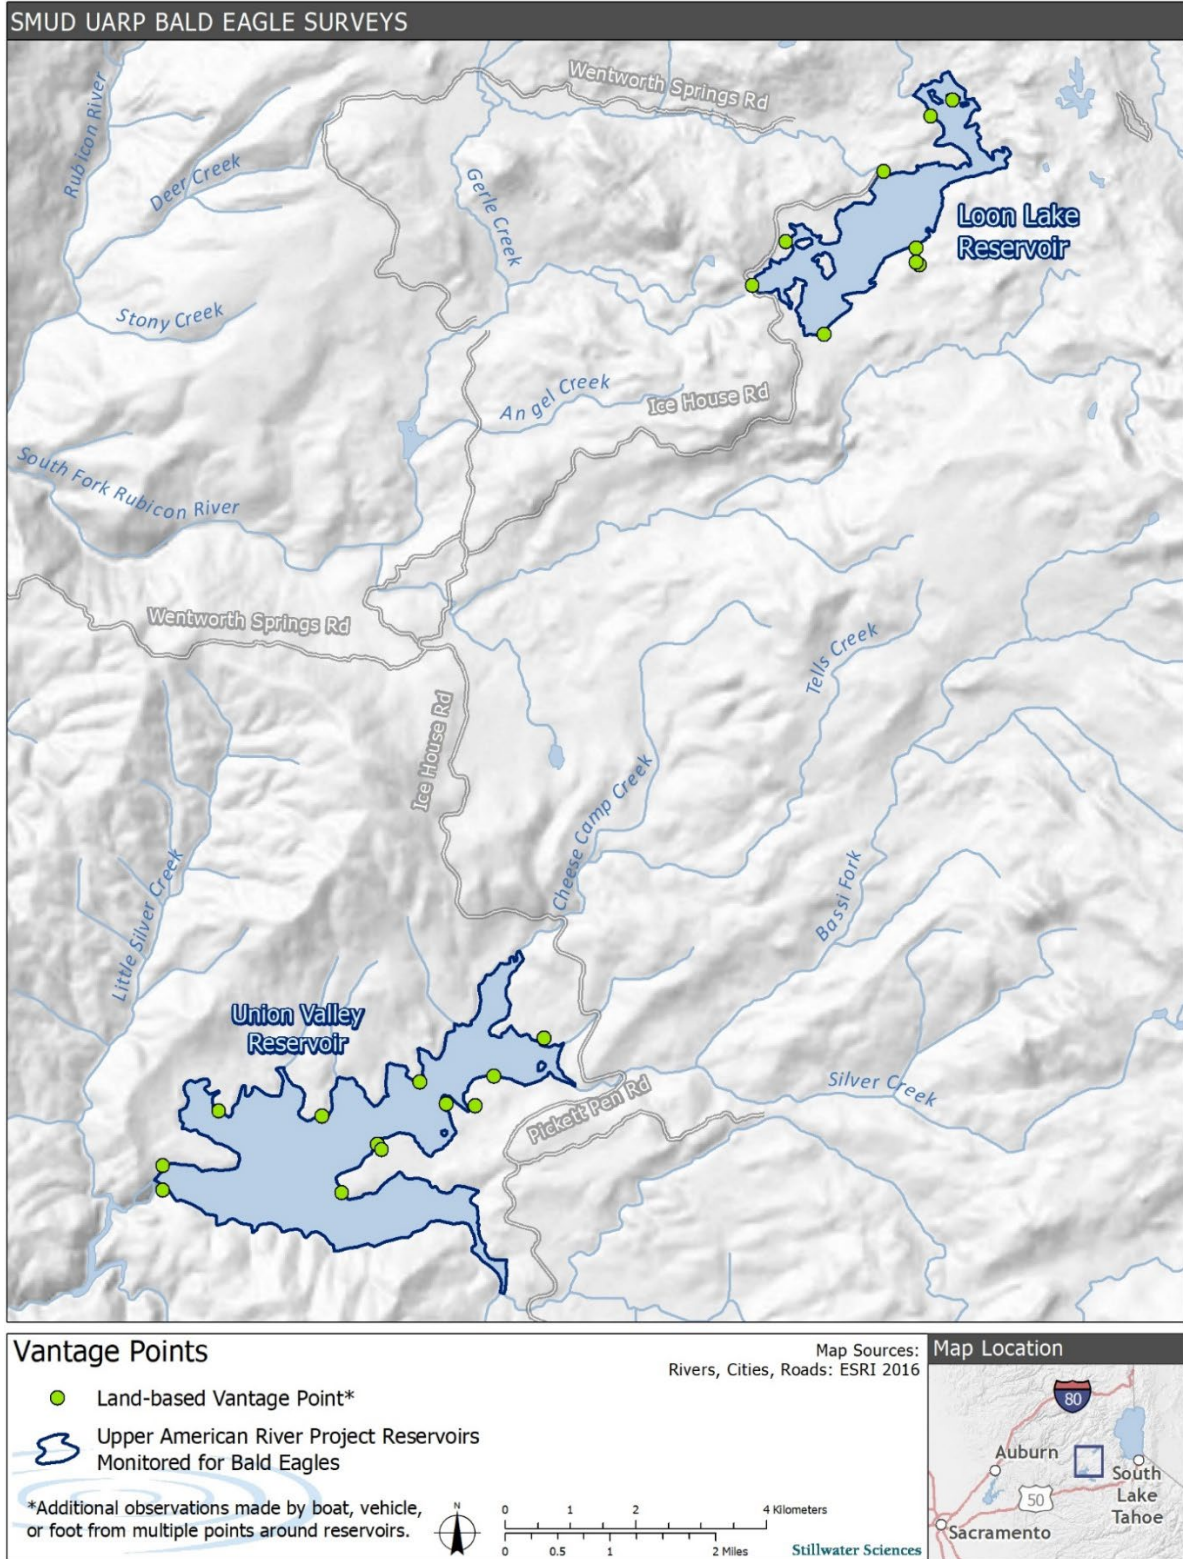 SMUD UARP BALD EAGLE SURVEYS
Wentworth Springs Rd
Rubicon River
Deer Creek
Gerle Creek
Loon Lake
Reservoir
Stony Creek
Angel Creek
Ice House Rd
South Fork Rubicon River
Wentworth Springs Rd
Tells Creek
Ice House Rd
Cheese Camp Creek
Bassi Fork
Little Silver Creek
Union Valley
Reservoir
Silver Creek
Pickett Pen Rd
Vantage Points
Land-based Vantage Point*
Upper American River Project Reservoirs
Monitored for Bald Eagles
*Additional observations made by boat, vehicle,
or foot from multiple points around reservoirs.
Map Sources:
Rivers, Cities, Roads: ESRI 2016
N
0 1 2 4 Kilometers
0 0.5 1 2 Miles
Stillwater Sciences
Map Location
80
Auburn
50
South
Lake
Tahoe
Sacramento